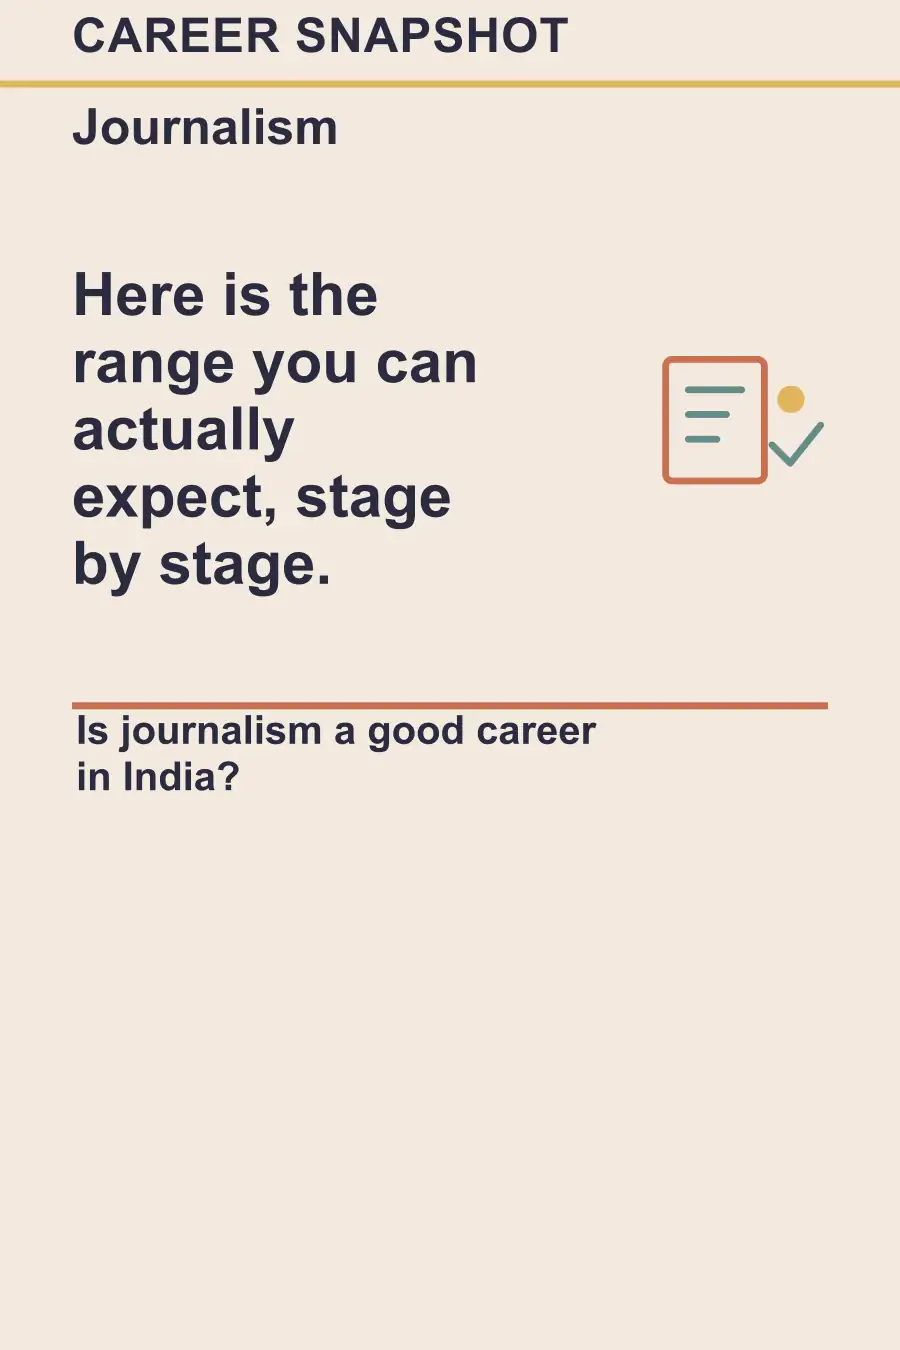 CAREER SNAPSHOT
Journalism
Here is the
range you can
actually
expect, stage
by stage.
Is journalism a good career
in India?